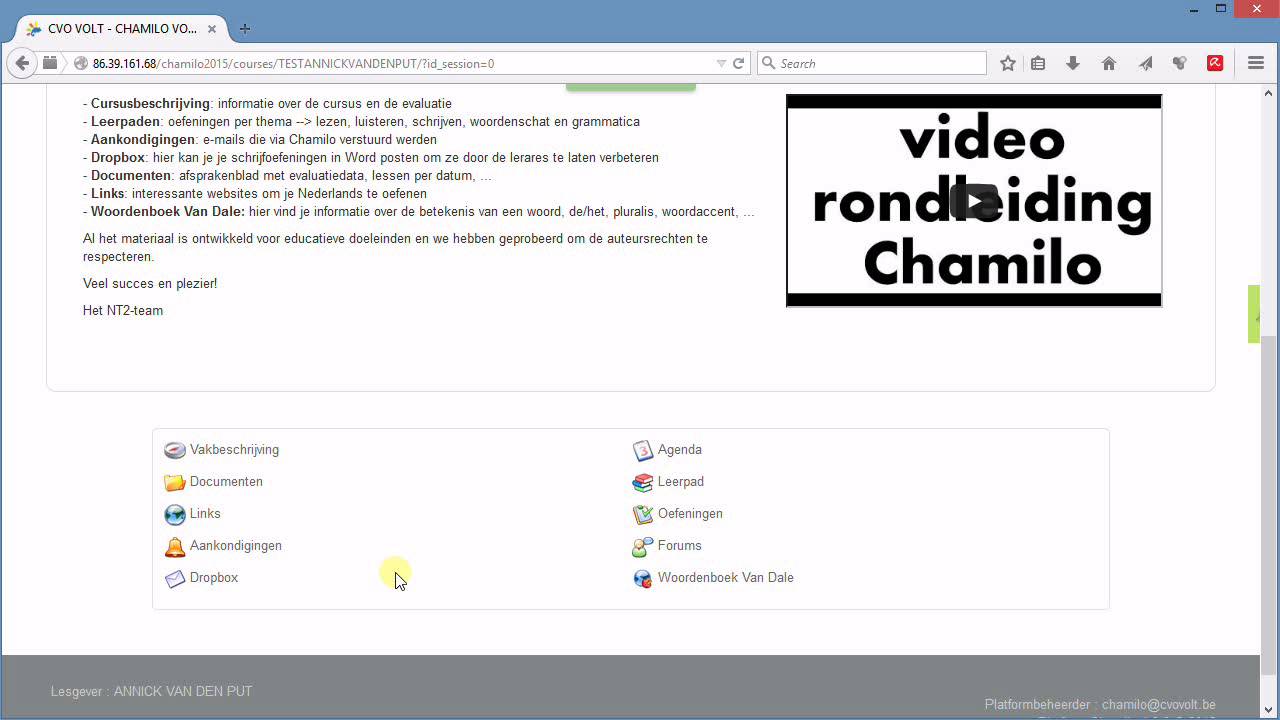 CVO VOLT - CHAMILO VO...
86.39.161.68/chamilo2015/courses/TESTANNICKVANDENPUT/?id_session=0
Search
- Cursusbeschrijving: informatie over de cursus en de evaluatie
- Leerpaden: oefeningen per thema --> lezen, luisteren, schrijven, woordenschat en grammatica
- Aankondigingen: e-mails die via Chamilo verstuurd werden
- Dropbox: hier kan je je schrijfoefeningen in Word posten om ze door de lerares te laten verbeteren
- Documenten: afsprakenblad met evaluatiedata, lessen per datum, ...
- Links: interessante websites om je Nederlands te oefenen
- Woordenboek Van Dale: hier vind je informatie over de betekenis van een woord, de/het, pluralis, woordaccent, ...
Al het materiaal is ontwikkeld voor educatieve doeleinden en we hebben geprobeerd om de auteursrechten te
respecteren.
Veel succes en plezier!
Het NT2-team
video
rondleiding
Chamilo
Vakbeschrijving
Documenten
Links
Aankondigingen
Dropbox
Agenda
Leerpad
Oefeningen
Forums
Woordenboek Van Dale
Lesgever : ANNICK VAN DEN PUT
Platformbeheerder : chamilo@cvovolt.be